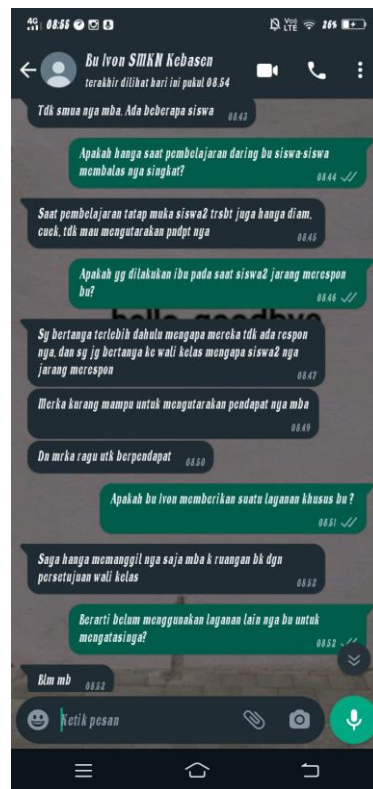 4G 08.55 Voo LTE 26%
Bu Ivon SMKN Kebasen
terakhir dilihat hari ini pukul 08.54
Tdk smua nya mba. Ada beberapa siswa 08.43
Apakah hanya saat pembelajaran daring bu siswa-siswa
membalas nya singkat? 08.44
Saat pembelajaran tatap muka siswa2 trsbt juga hanya diam,
cuek, tdk mau mengutarakan pndpt nya 08.45
Apakah yg dilakukan ibu pada saat siswa2 jarang merespon
bu? 08.46
hello goodbye
Sy bertanya terlebih dahulu mengapa mereka tdk ada respon
nya, dan sy jg bertanya ke wali kelas mengapa siswa2 nya
jarang merespon 08.47
Merka kurang mampu untuk mengutarakan pendapat nya mba
08.49
Dn mrka ragu utk berpendapat 08.50
Apakah bu Ivon memberikan suatu layanan khusus bu ?
08.51
Saya hanya memanggil nya saja mba k ruangan bk dgn
persetujuan wali kelas 08.52
Berarti belum menggunakan layanan lain nya bu untuk
mengatasinya? 08.52
Blm mb 08.52
Ketik pesan